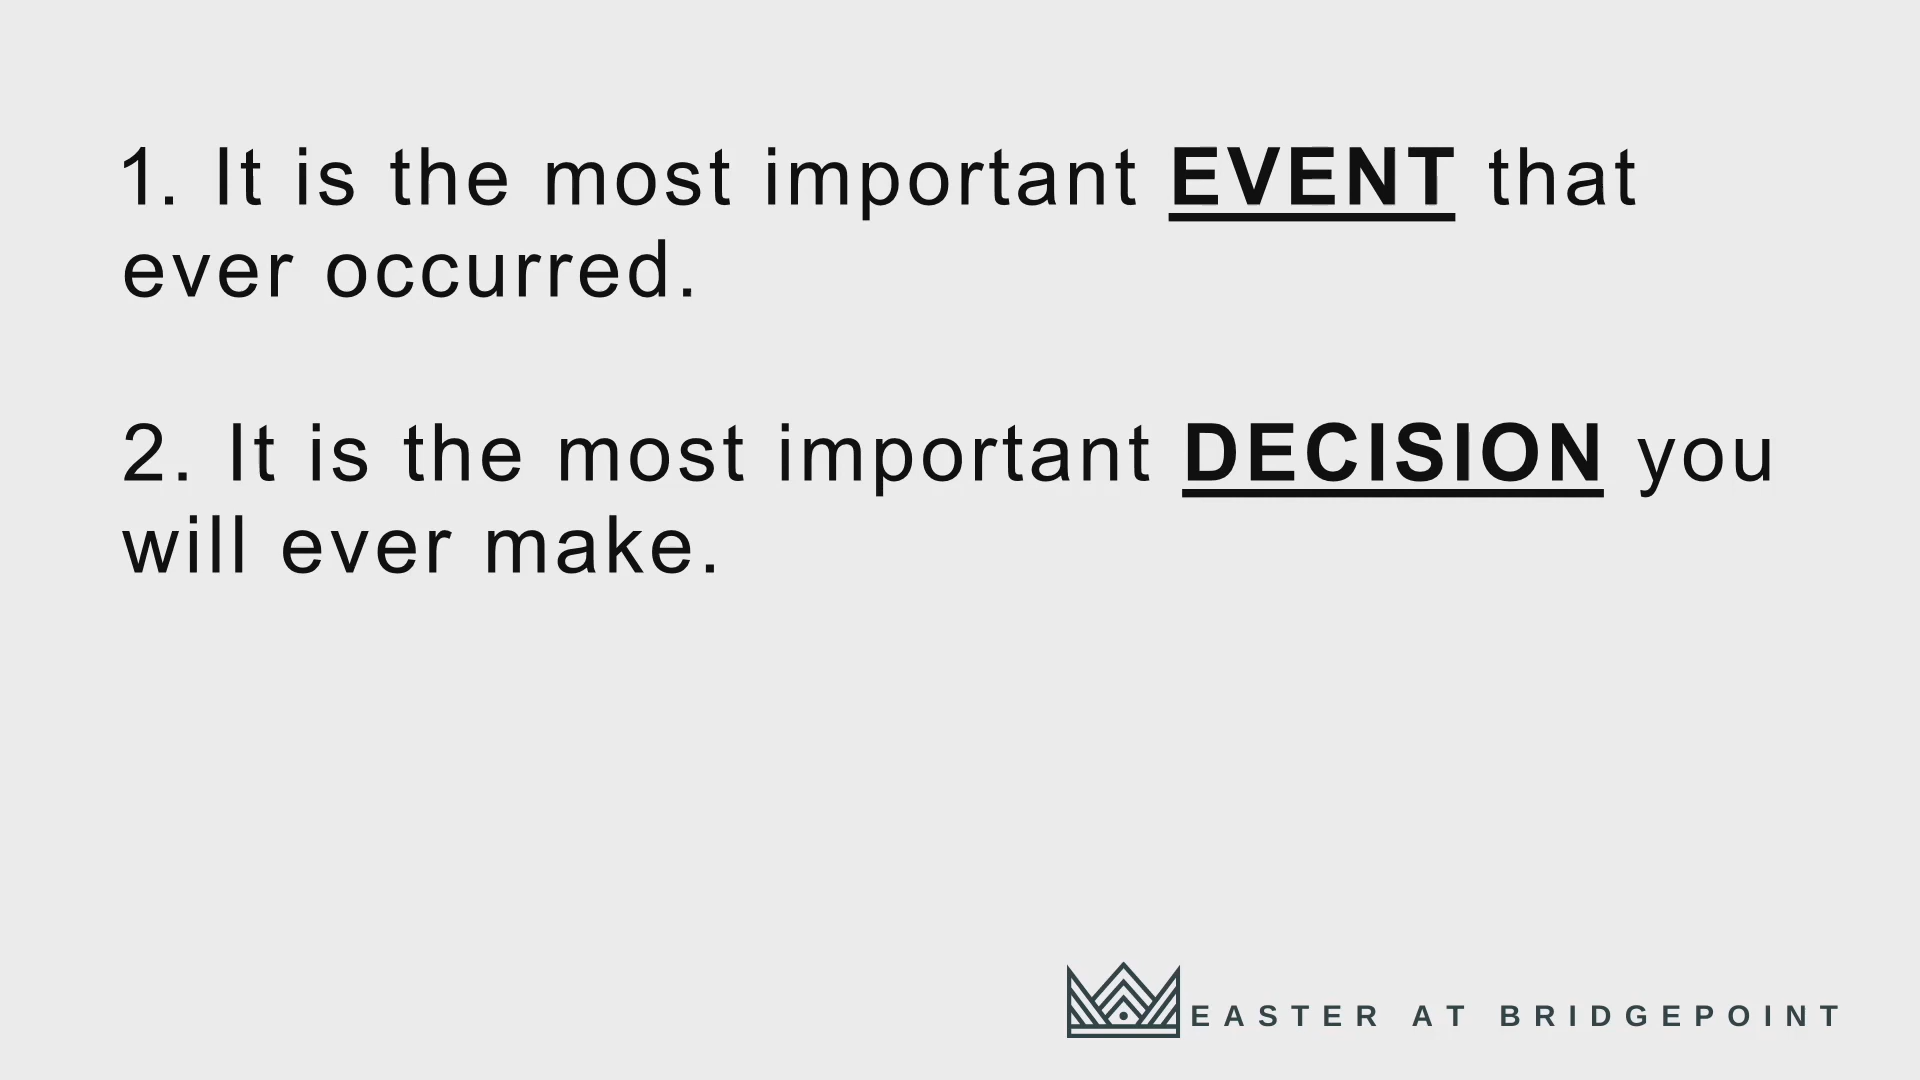 1. It is the most important EVENT that
ever occurred.
2. It is the most important DECISION you
will ever make.
EASTER AT BRIDGEPOINT